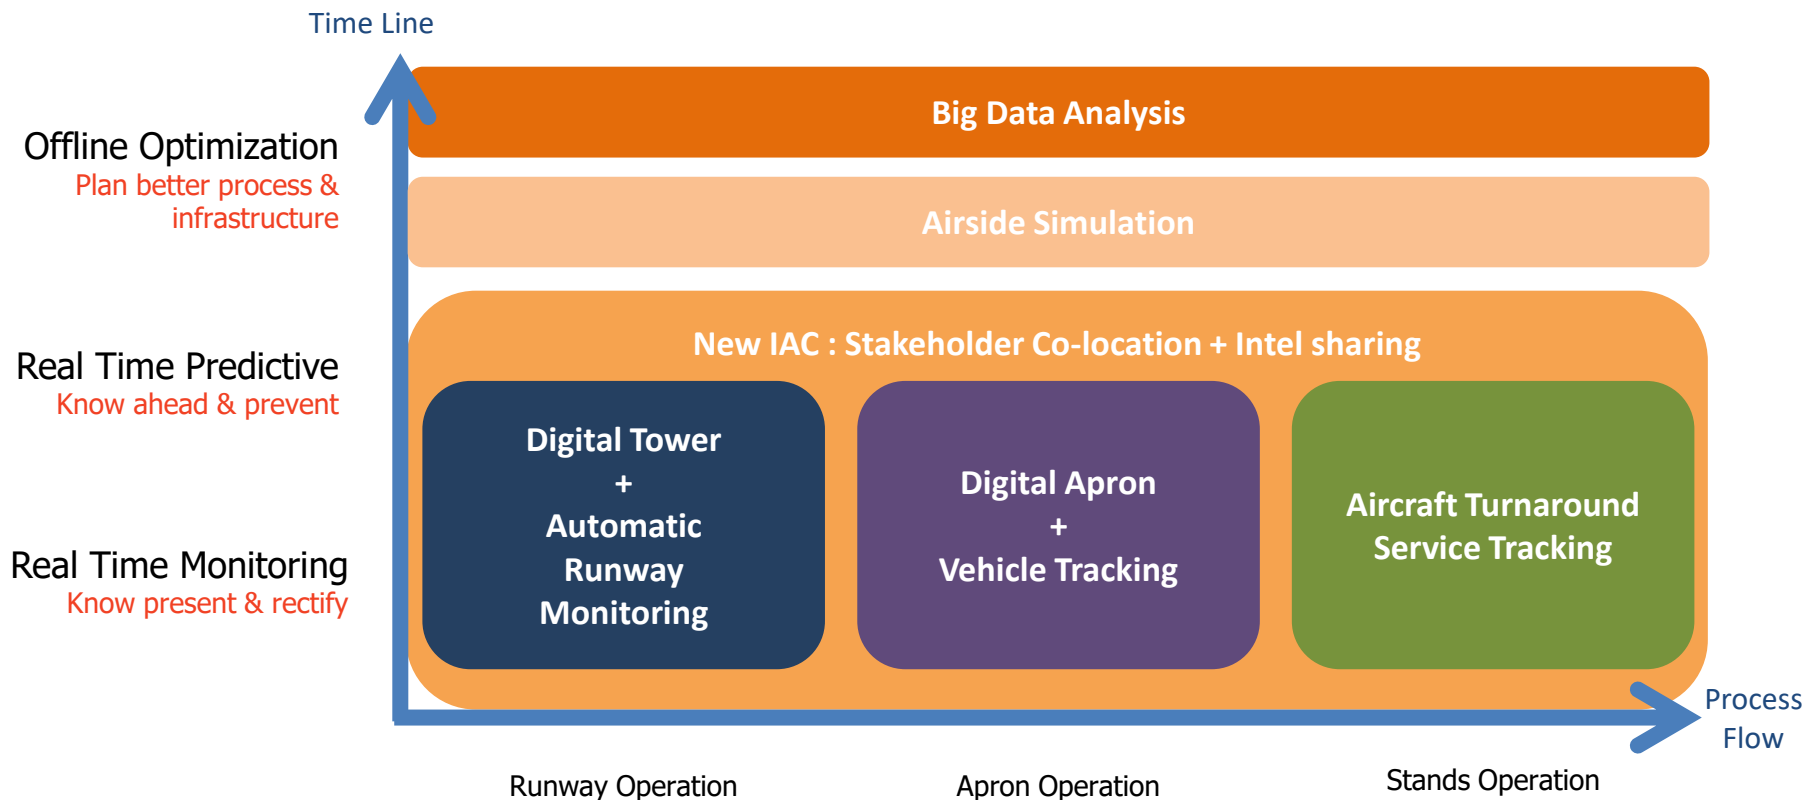 Time Line
Big Data Analysis
Offline Optimization
Plan better process &
infrastructure
Airside Simulation
New IAC : Stakeholder Co-location + Intel sharing
Real Time Predictive
Know ahead & prevent
Digital Tower
+
Automatic
Runway
Monitoring
Digital Apron
+
Vehicle Tracking
Aircraft Turnaround
Service Tracking
Real Time Monitoring
Know present & rectify
Process
Flow
Runway Operation
Apron Operation
Stands Operation